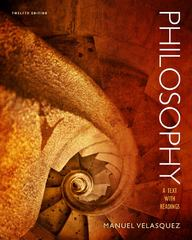 TWELFTH EDITION
PHILOSOPHY
A TEXT
WITH
READINGS
MANUEL VELASQUEZ